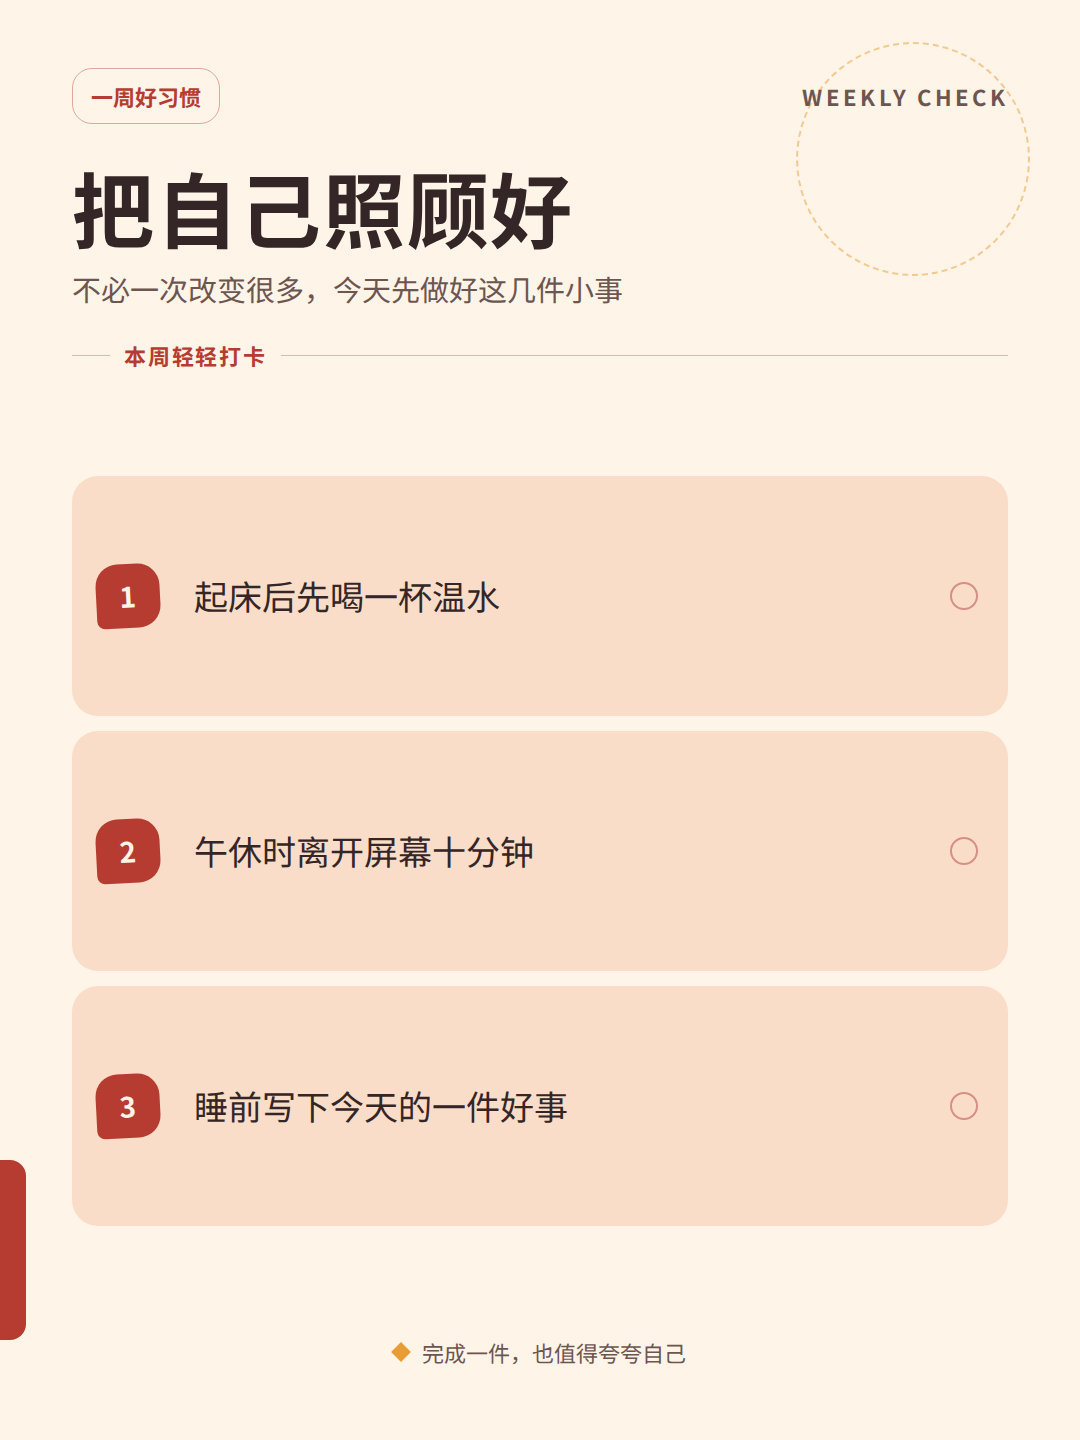 一周好习惯
WEEKLY CHECK
把自己照顾好
不必一次改变很多，今天先做好这几件小事
本周轻轻打卡
1 起床后先喝一杯温水
2 午休时离开屏幕十分钟
3 睡前写下今天的一件好事
完成一件，也值得夸夸自己